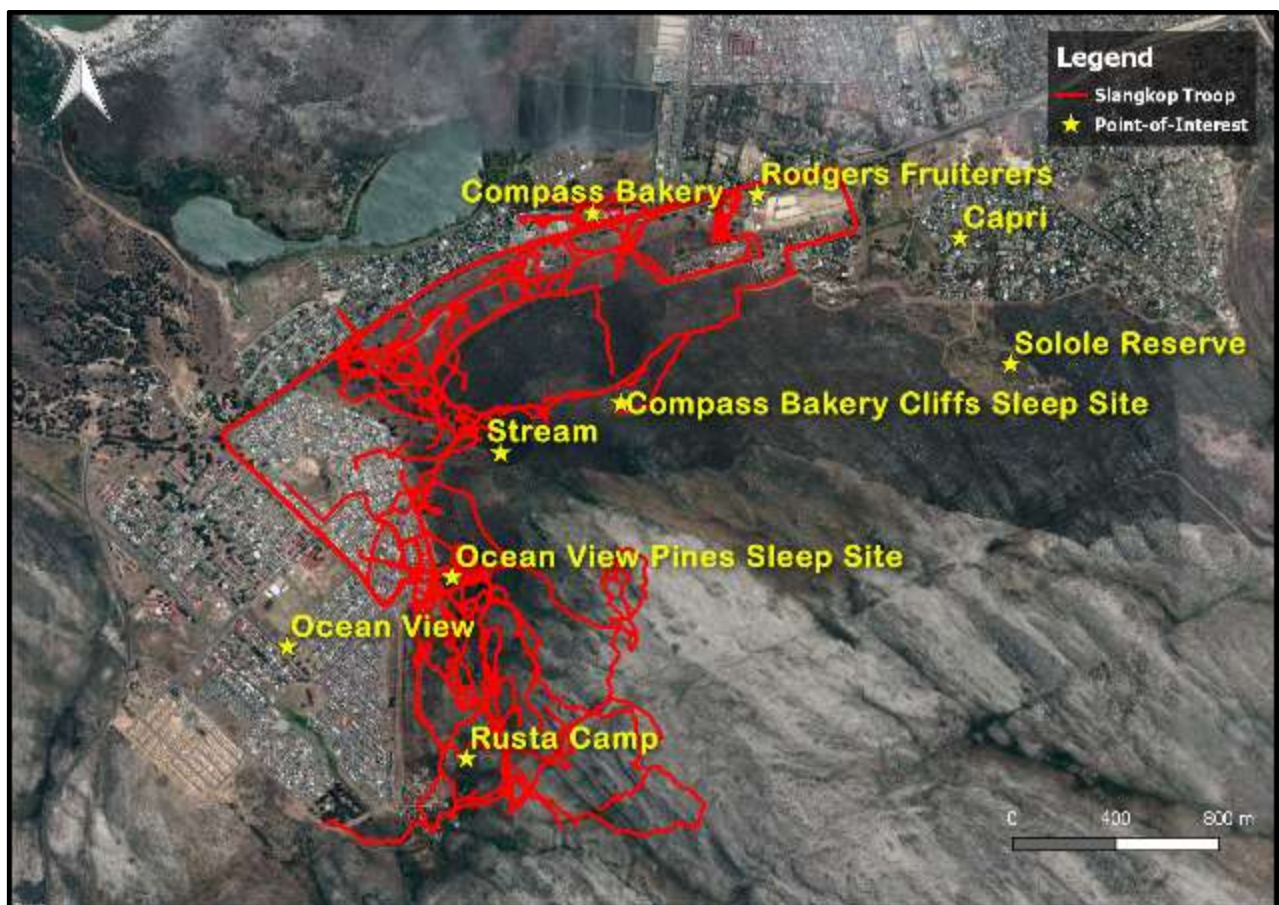 Legend
Slangkop Troop
Point-of-Interest
Compass Bakery
Rodgers Fruiterers
Capri
Solole Reserve
Compass Bakery Cliffs Sleep Site
Stream
Ocean View Pines Sleep Site
Ocean View
Rusta Camp
0 400 800 m